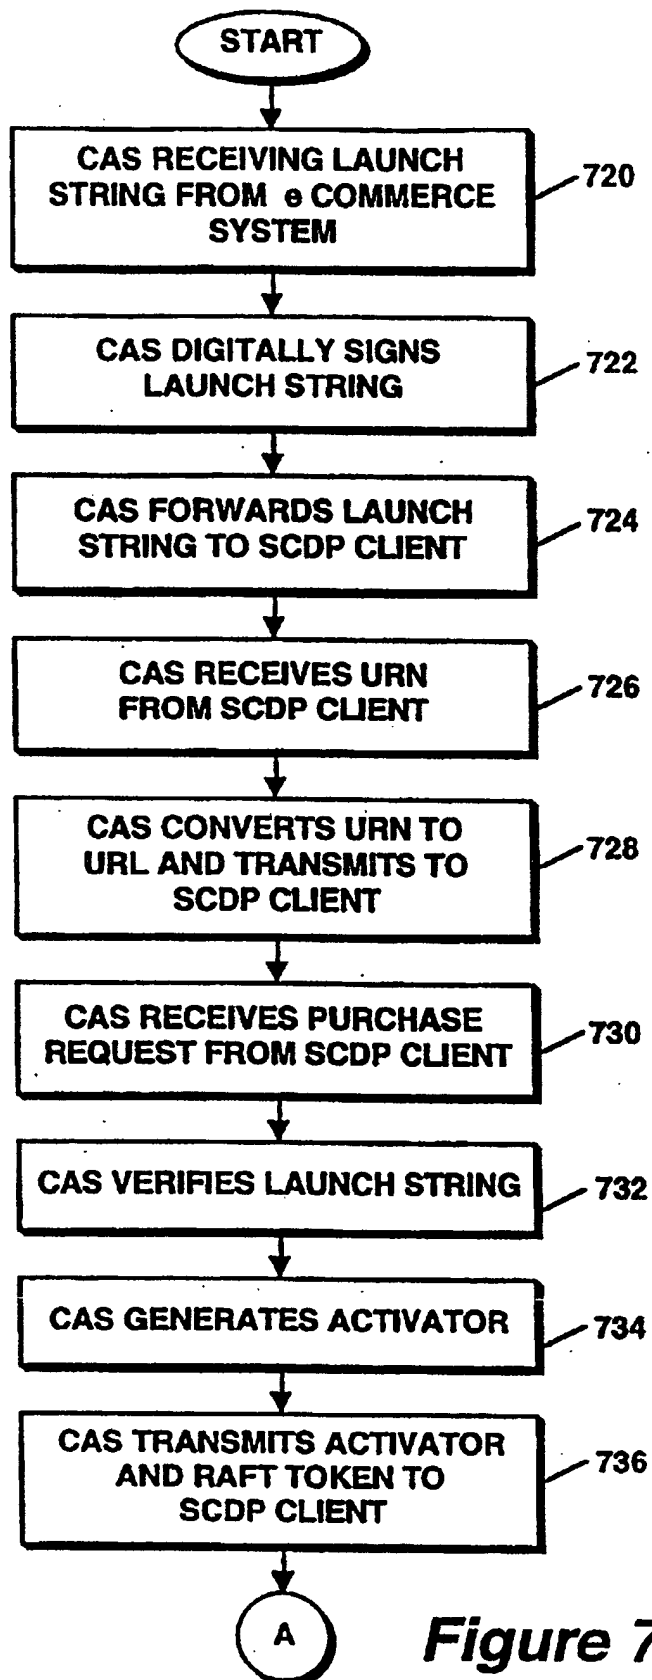 START
CAS RECEIVING LAUNCH
STRING FROM e COMMERCE
SYSTEM
720
CAS DIGITALLY SIGNS
LAUNCH STRING
722
CAS FORWARDS LAUNCH
STRING TO SCDP CLIENT
724
CAS RECEIVES URN
FROM SCDP CLIENT
726
CAS CONVERTS URN TO
URL AND TRANSMITS TO
SCDP CLIENT
728
CAS RECEIVES PURCHASE
REQUEST FROM SCDP CLIENT
730
CAS VERIFIES LAUNCH STRING
732
CAS GENERATES ACTIVATOR
734
CAS TRANSMITS ACTIVATOR
AND RAFT TOKEN TO
SCDP CLIENT
736
A
Figure 7